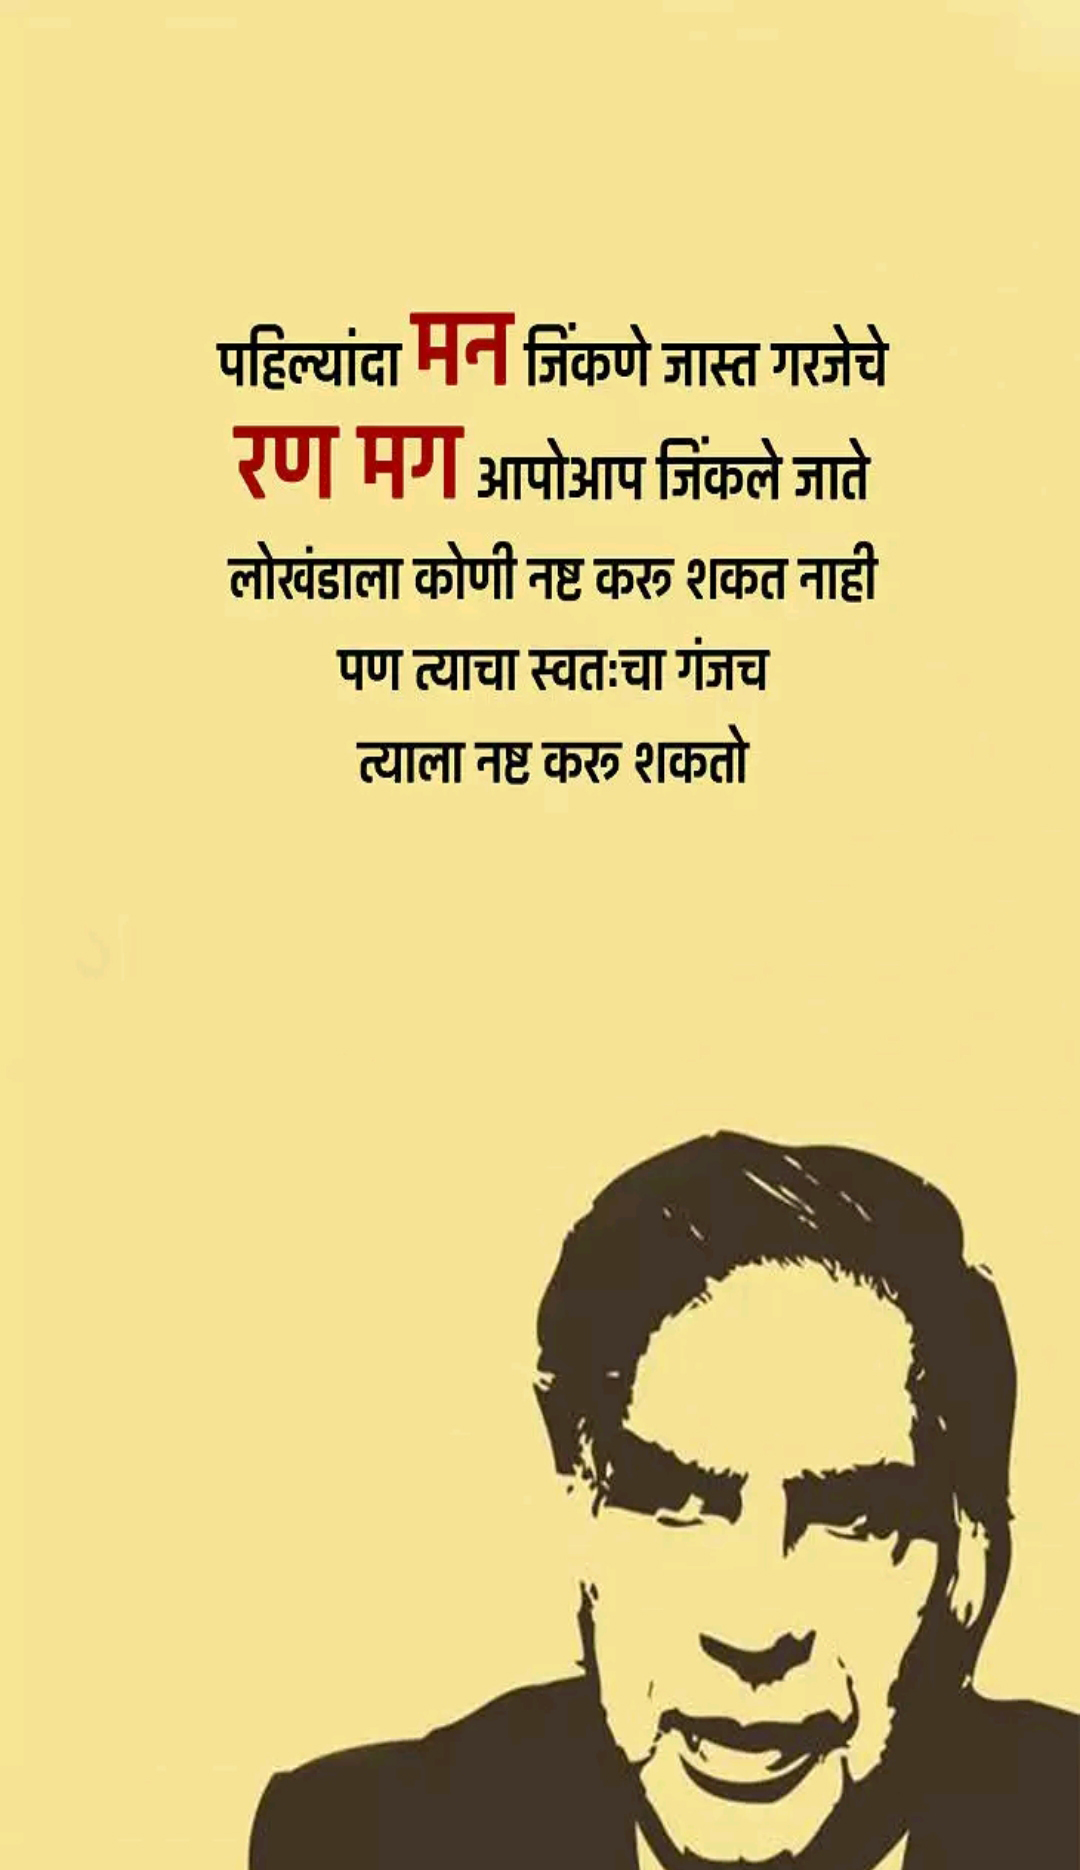 पहिल्यांदा मन जिंकणे जास्त गरजेचे
रण मग आपोआप जिंकले जाते
लोखंडाला कोणी नष्ट करू शकत नाही
पण त्याचा स्वतःचा गंजच
त्याला नष्ट करू शकतो